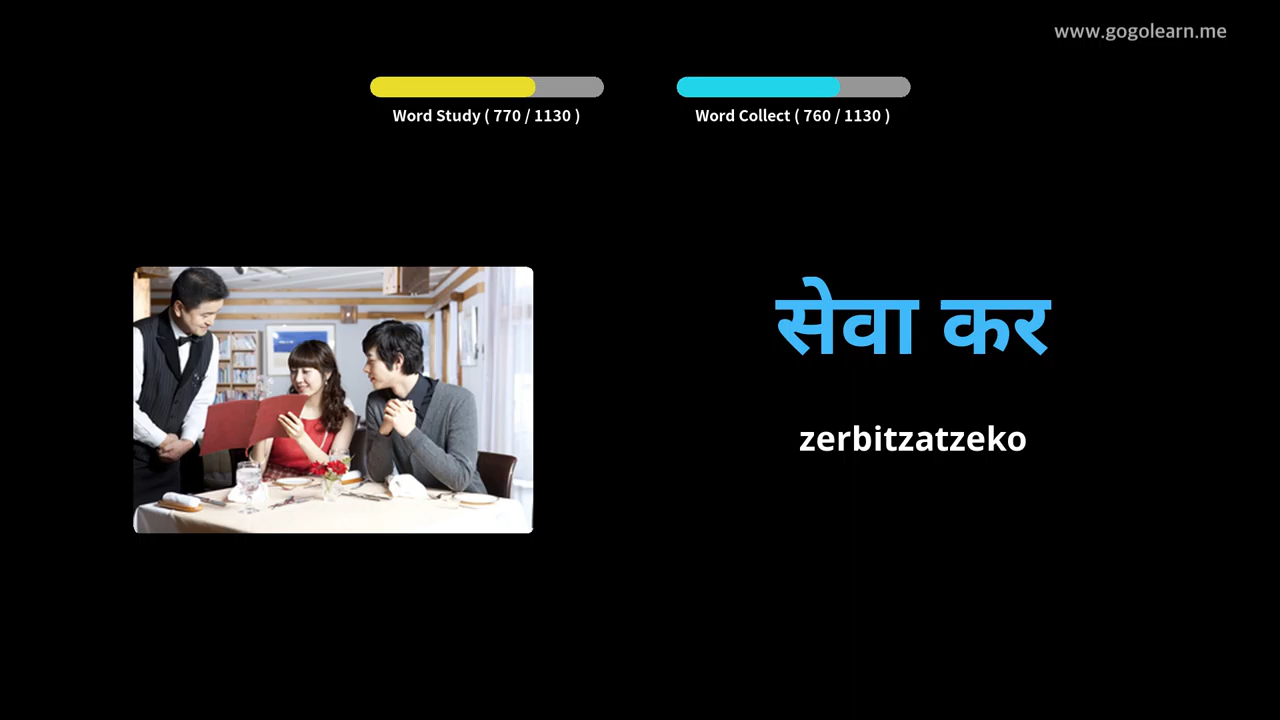 www.gogolearn.me
Word Study ( 770 / 1130 )
Word Collect ( 760 / 1130 )
सेवा कर
zerbitzatzeko